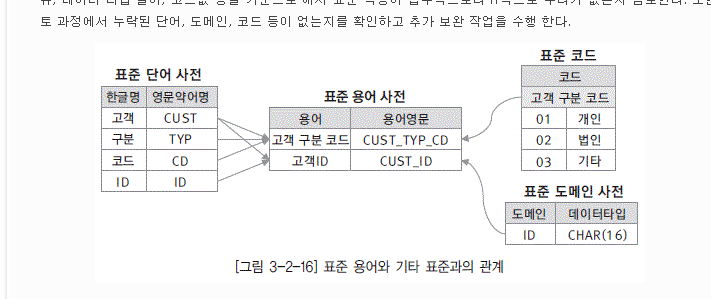 토 과정에서 누락된 단어, 도메인, 코드 등이 없는지를 확인하고 추가 보완 작업을 수행 한다.
표준 단어 사전
한글명 영문약어명
고객 CUST
구분 TYP
코드 CD
ID ID
표준 용어 사전
용어 용어영문
고객 구분 코드 CUST_TYP_CD
고객ID CUST_ID
표준 코드
코드
고객 구분 코드
01 개인
02 법인
03 기타
표준 도메인 사전
도메인 데이터타입
ID CHAR(16)
[그림 3-2-16] 표준 용어와 기타 표준과의 관계